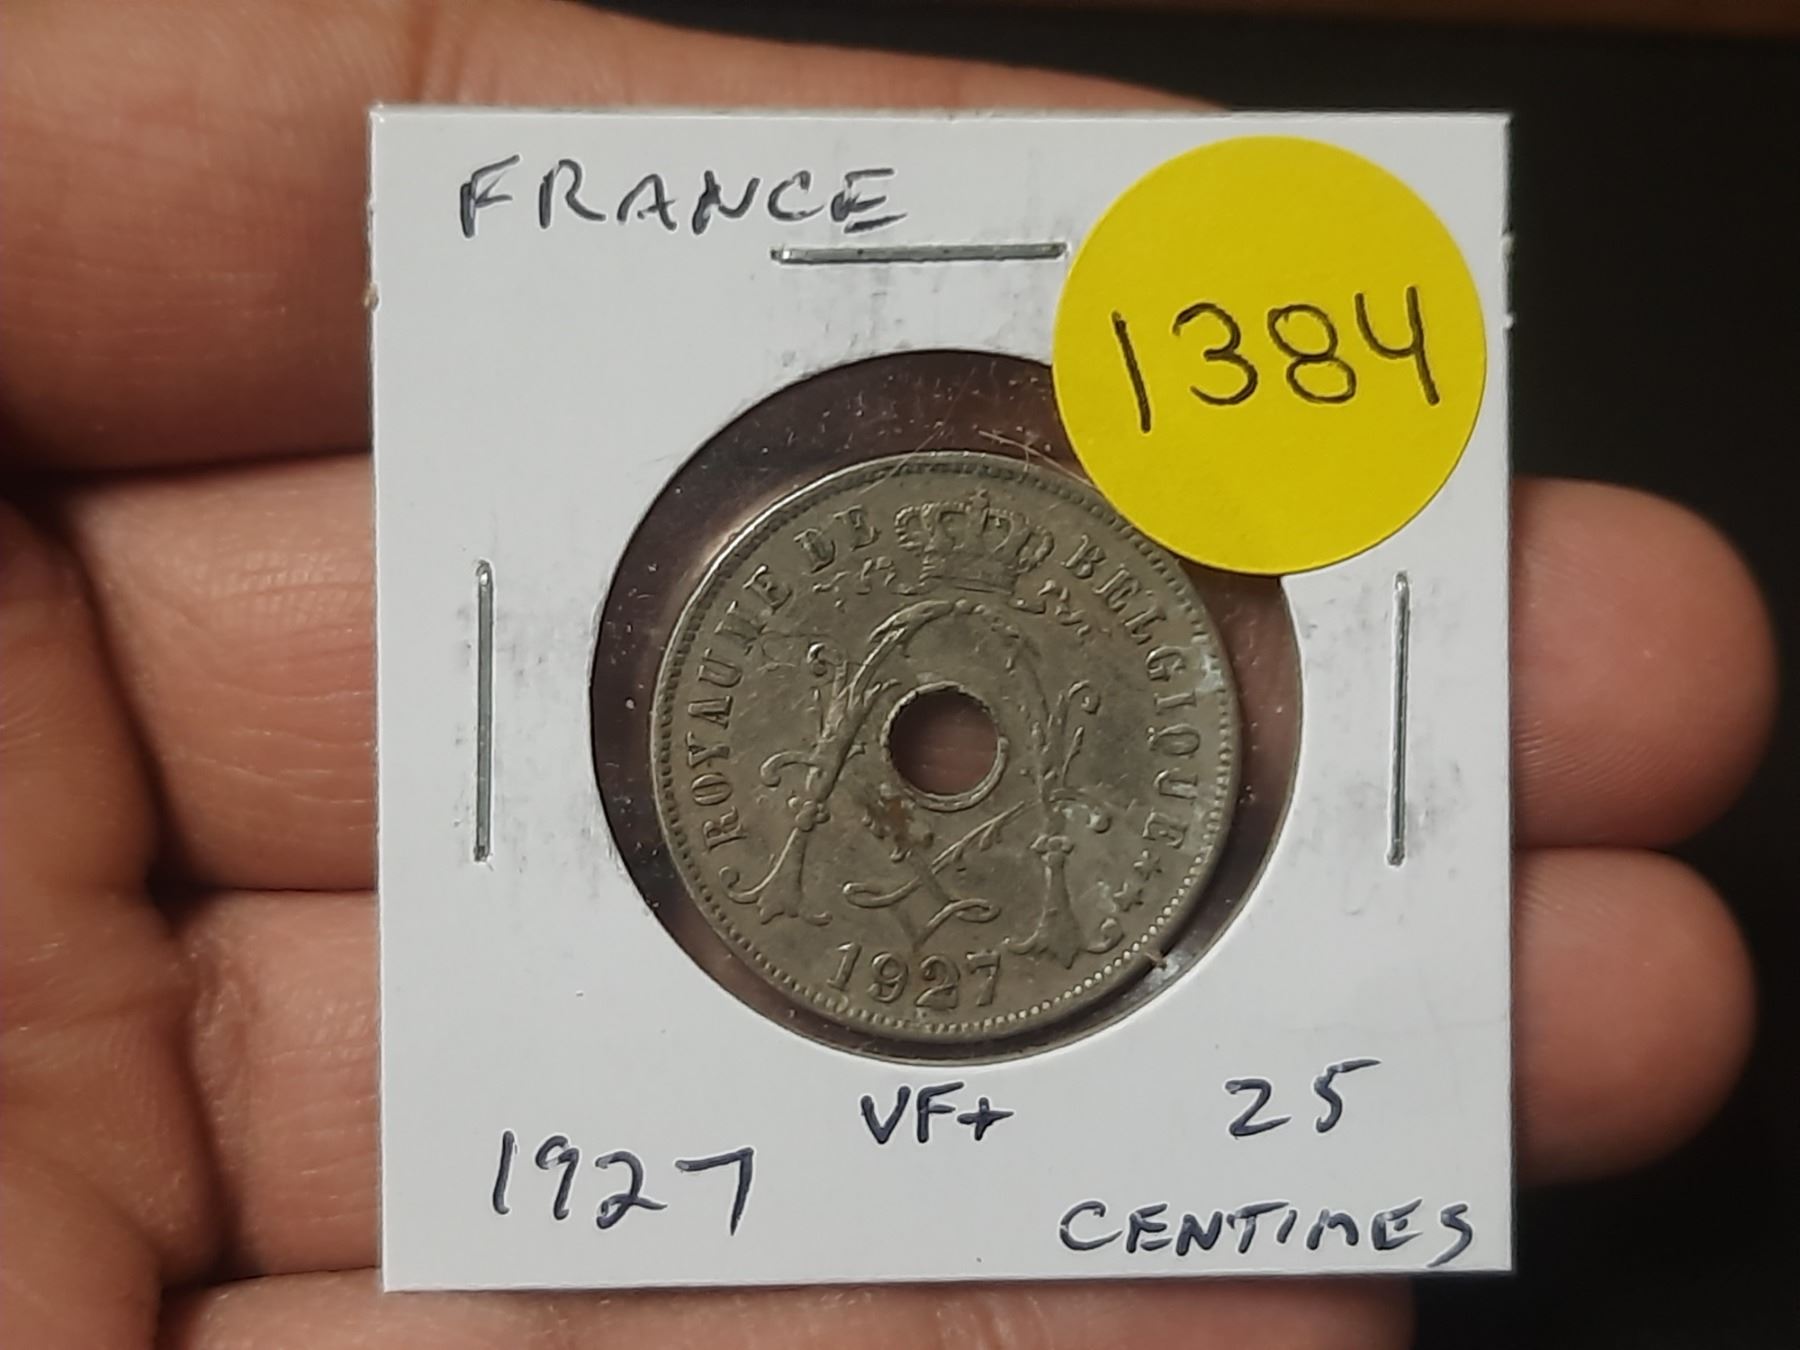 FRANCE
1384
ROYAUME DE BELGIQUE
1927
VF+
25
1927
CENTIMES